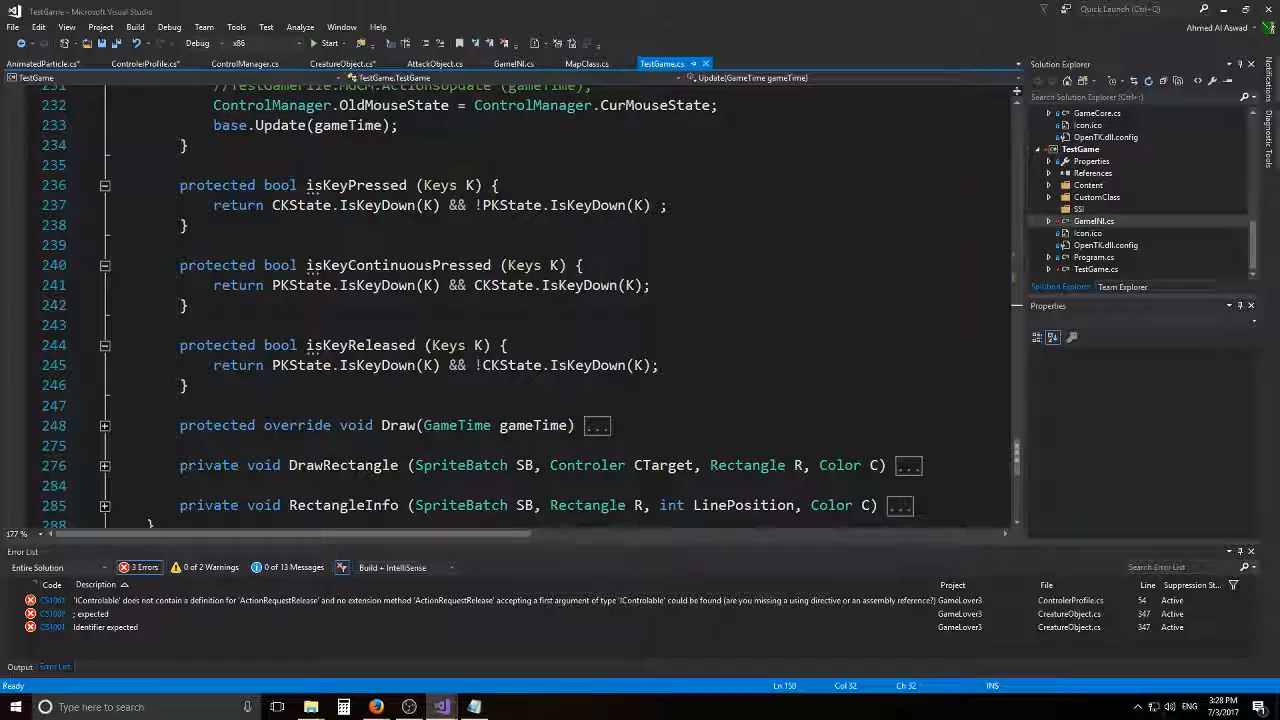 TestGame - Microsoft Visual Studio
Quick Launch (Ctrl+Q)
File Edit View Project Build Debug Team Tools Test Analyze Window Help
Ahmed Al Aswad
Debug x86 Start
AnimatedParticle.cs* ControlerProfile.cs* ControlManager.cs CreatureObject.cs* AttackObject.cs GameINI.cs MapClass.cs TestGame.cs
TestGame TestGame.TestGame Update(GameTime gameTime)
232 ControlManager.OldMouseState = ControlManager.CurMouseState;
233 base.Update(gameTime);
234 }
235
236 protected bool isKeyPressed (Keys K) {
237 return CKState.IsKeyDown(K) && !PKState.IsKeyDown(K) ;
238 }
239
240 protected bool isKeyContinuousPressed (Keys K) {
241 return PKState.IsKeyDown(K) && CKState.IsKeyDown(K);
242 }
243
244 protected bool isKeyReleased (Keys K) {
245 return PKState.IsKeyDown(K) && !CKState.IsKeyDown(K);
246 }
247
248 protected override void Draw(GameTime gameTime) ...
275
276 private void DrawRectangle (SpriteBatch SB, Controler CTarget, Rectangle R, Color C) ...
284
285 private void RectangleInfo (SpriteBatch SB, Rectangle R, int LinePosition, Color C) ...
288 }
177 %
Solution Explorer
Search Solution Explorer (Ctrl+;)
GameCore.cs
Icon.ico
OpenTK.dll.config
TestGame
Properties
References
Content
CustomClass
SSi
GameINI.cs
Icon.ico
OpenTK.dll.config
Program.cs
TestGame.cs
Solution Explorer Team Explorer
Properties
Notifications
Diagnostic Tools
Error List
Entire Solution 3 Errors 0 of 2 Warnings 0 of 13 Messages Build + IntelliSense Search Error List
Code Description Project File Line Suppression St...
CS1061 'IControlable' does not contain a definition for 'ActionRequestRelease' and no extension method 'ActionRequestRelease' accepting a first argument of type 'IControlable' could be found (are you missing a using directive or an assembly reference?) GameLover3 ControlerProfile.cs 54 Active
CS1002 ; expected GameLover3 CreatureObject.cs 347 Active
CS1001 Identifier expected GameLover3 CreatureObject.cs 347 Active
Output Error List
Ready Ln 150 Col 32 Ch 32 INS
Type here to search
3:28 PM
7/3/2017